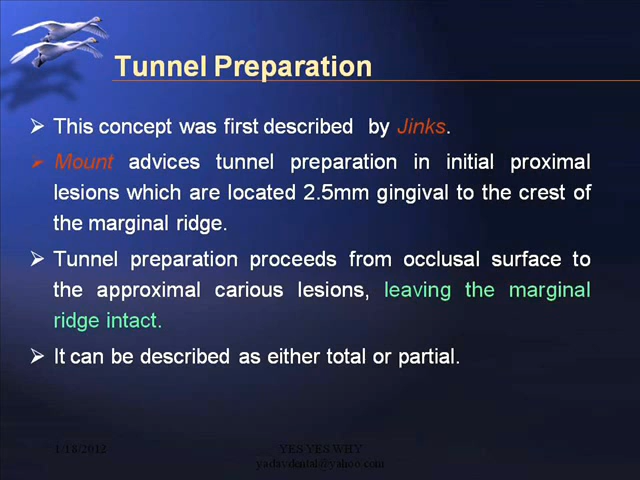 Tunnel Preparation
➢ This concept was first described by Jinks.
➢ Mount advices tunnel preparation in initial proximal
lesions which are located 2.5mm gingival to the crest of
the marginal ridge.
➢ Tunnel preparation proceeds from occlusal surface to
the approximal carious lesions, leaving the marginal
ridge intact.
➢ It can be described as either total or partial.
1/18/2012
YES YES WHY
yadavdental@yahoo.com